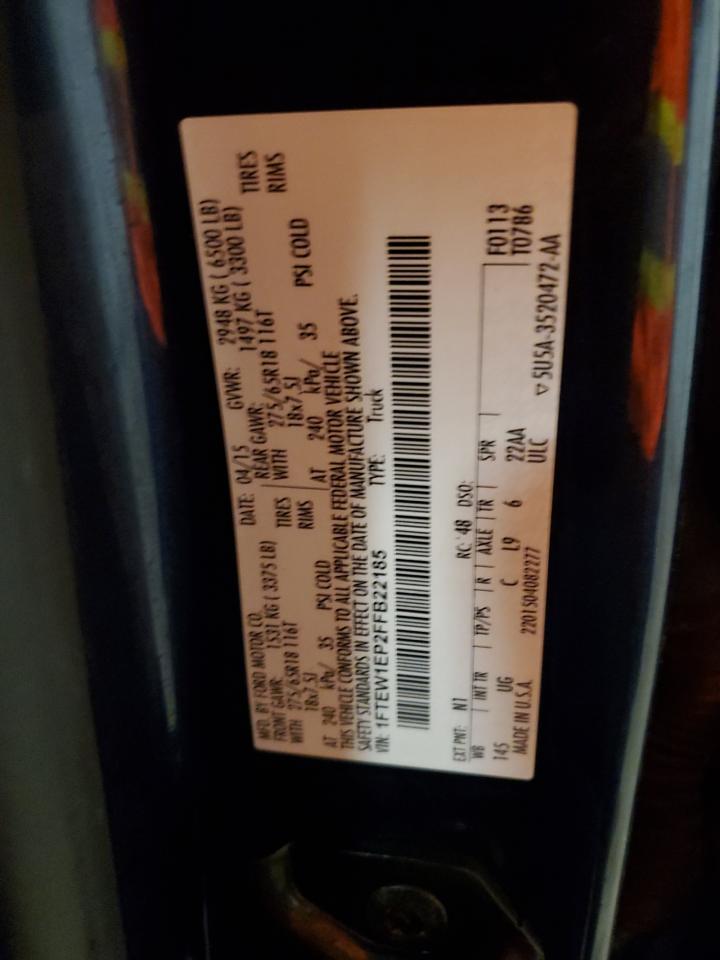 MFD. BY FORD MOTOR CO. DATE: 04/15 GVWR: 2948 KG ( 6500 LB)
FRONT GAWR: 1531 KG ( 3375 LB) REAR GAWR: 1497 KG ( 3300 LB)
WITH 275/65R18 116T TIRES WITH 275/65R18 116T TIRES
18x7.5J RIMS 18x7.5J RIMS
AT 240 kPa/ 35 PSI COLD AT 240 kPa/ 35 PSI COLD
THIS VEHICLE CONFORMS TO ALL APPLICABLE FEDERAL MOTOR VEHICLE
SAFETY STANDARDS IN EFFECT ON THE DATE OF MANUFACTURE SHOWN ABOVE.
VIN: 1FTEW1EP2FFB22185 TYPE: Truck
EXT PNT: N1 RC: 48 DSO: F0113
WB INT TR TP/PS R AXLE TR SPR T0786
145 UG C L9 6 22AA
MADE IN U.S.A. 2201504082277 ULC ▽ 5U5A-3520472-AA